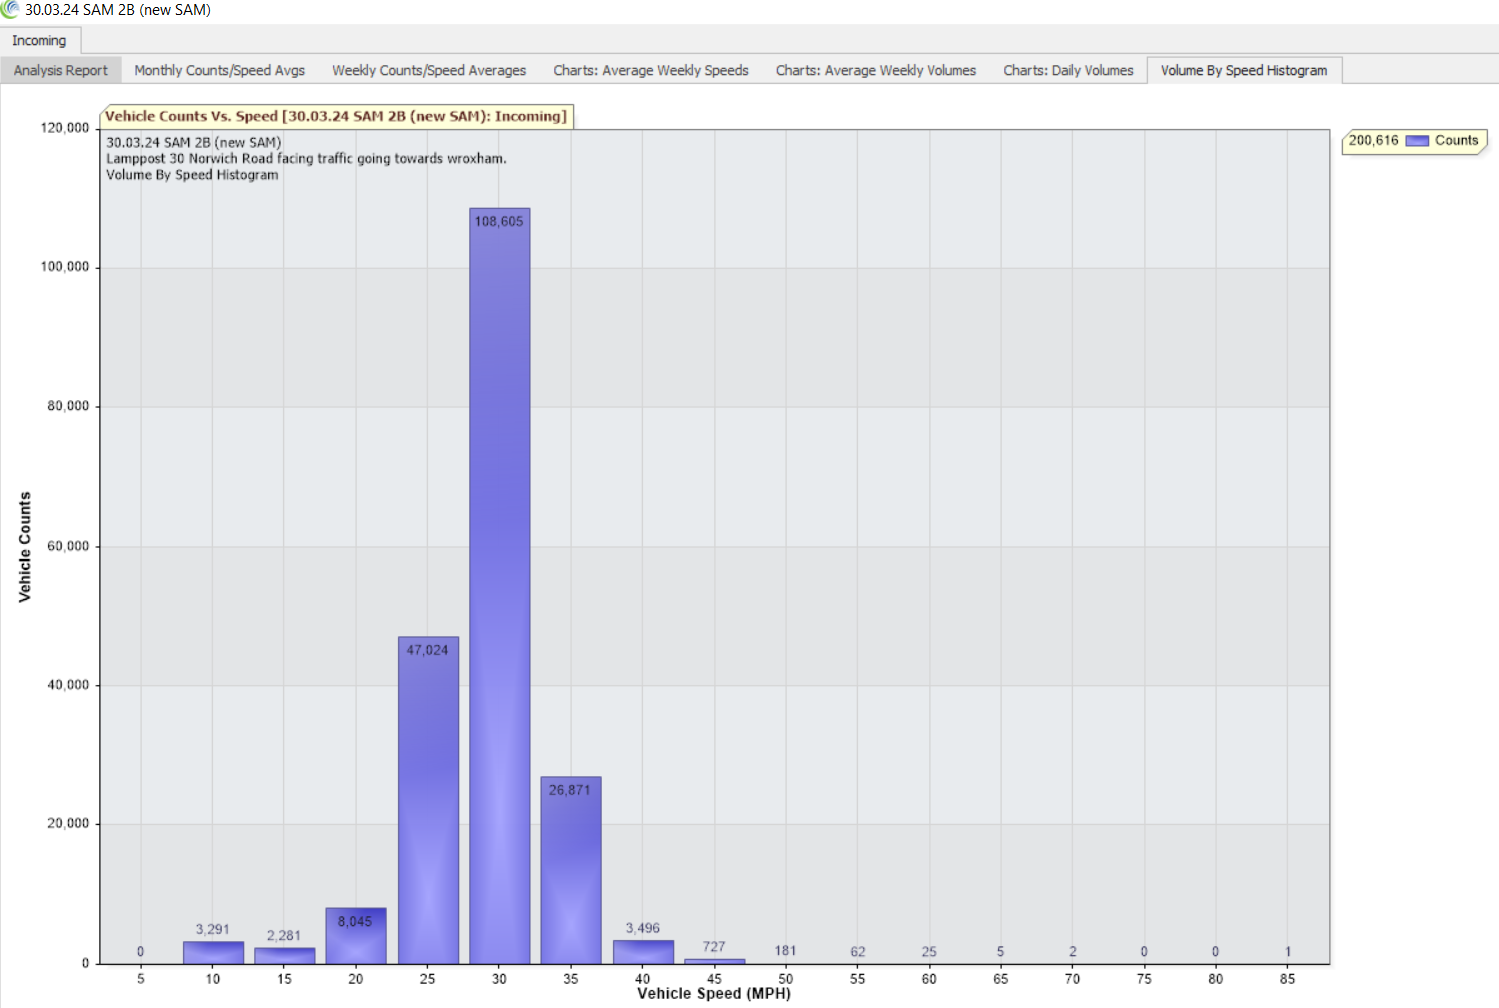 30.03.24 SAM 2B (new SAM)
Incoming
Analysis Report Monthly Counts/Speed Avgs Weekly Counts/Speed Averages Charts: Average Weekly Speeds Charts: Average Weekly Volumes Charts: Daily Volumes Volume By Speed Histogram
Vehicle Counts Vs. Speed [30.03.24 SAM 2B (new SAM): Incoming]
30.03.24 SAM 2B (new SAM)
Lamppost 30 Norwich Road facing traffic going towards wroxham.
Volume By Speed Histogram
200,616 Counts
120,000
100,000
80,000
60,000
40,000
20,000
0
Vehicle Counts
0 3,291 2,281 8,045 47,024 108,605 26,871 3,496 727 181 62 25 5 2 0 0 1
5 10 15 20 25 30 35 40 45 50 55 60 65 70 75 80 85
Vehicle Speed (MPH)